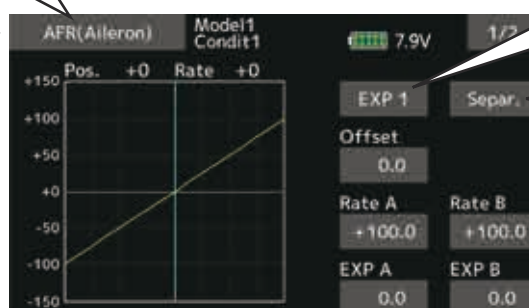 AFR(Aileron) Model1 Condit1 7.9V 1/2
Pos. +0 Rate +0
+150
+100
+50
+0
-50
-100
-150
EXP 1 Separ.
Offset
0.0
Rate A Rate B
+100.0 +100.0
EXP A EXP B
0.0 0.0